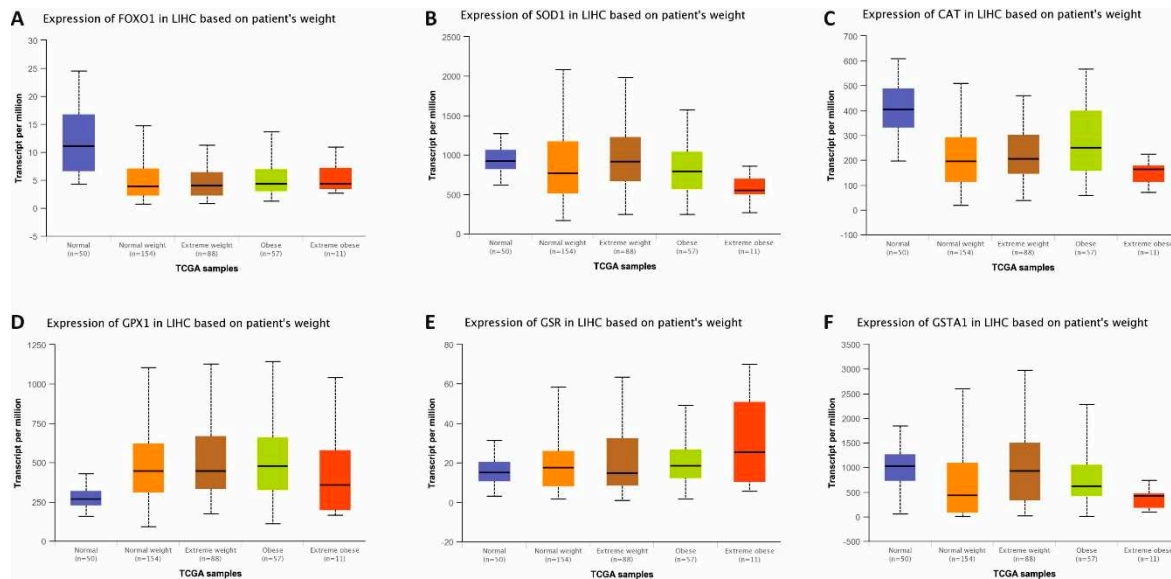 A
Expression of FOXO1 in LIHC based on patient's weight
Transcript per million
30
25
20
15
10
5
0
-5
Normal
(n=50)
Normal weight
(n=154)
Extreme weight
(n=88)
Obese
(n=57)
Extreme obese
(n=11)
TCGA samples
B
Expression of SOD1 in LIHC based on patient's weight
Transcript per million
2500
2000
1500
1000
500
0
Normal
(n=50)
Normal weight
(n=154)
Extreme weight
(n=88)
Obese
(n=57)
Extreme obese
(n=11)
TCGA samples
C
Expression of CAT in LIHC based on patient's weight
Transcript per million
700
600
500
400
300
200
100
0
-100
Normal
(n=50)
Normal weight
(n=154)
Extreme weight
(n=88)
Obese
(n=57)
Extreme obese
(n=11)
TCGA samples
D
Expression of GPX1 in LIHC based on patient's weight
Transcript per million
1250
1000
750
500
250
0
Normal
(n=50)
Normal weight
(n=154)
Extreme weight
(n=88)
Obese
(n=57)
Extreme obese
(n=11)
TCGA samples
E
Expression of GSR in LIHC based on patient's weight
Transcript per million
80
60
40
20
0
-20
Normal
(n=50)
Normal weight
(n=154)
Extreme weight
(n=88)
Obese
(n=57)
Extreme obese
(n=11)
TCGA samples
F
Expression of GSTA1 in LIHC based on patient's weight
Transcript per million
3500
3000
2500
2000
1500
1000
500
0
-500
Normal
(n=50)
Normal weight
(n=154)
Extreme weight
(n=88)
Obese
(n=57)
Extreme obese
(n=11)
TCGA samples